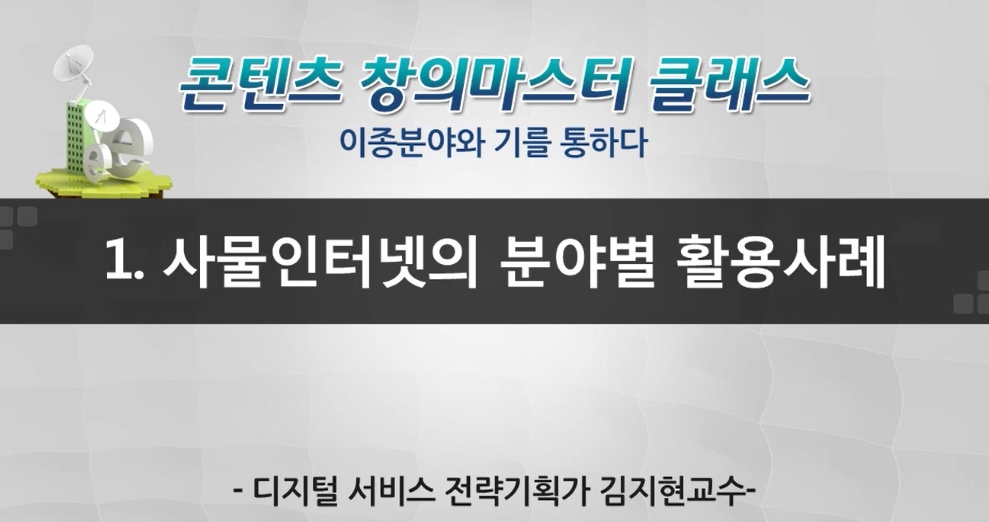 콘텐츠 창의마스터 클래스
이종분야와 기를 통하다
1. 사물인터넷의 분야별 활용사례
- 디지털 서비스 전략기획가 김지현교수-